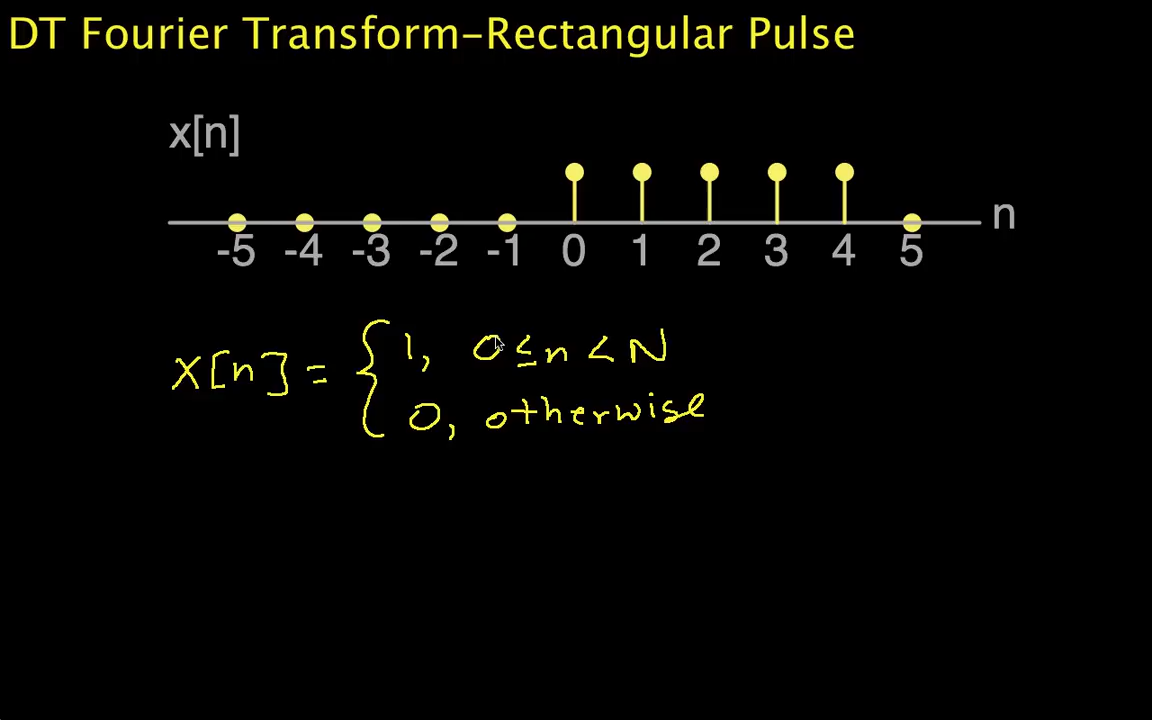 DT Fourier Transform-Rectangular Pulse
x[n]
n
-5 -4 -3 -2 -1 0 1 2 3 4 5
x[n] = { 1, 0 ≤ n < N
0, otherwise